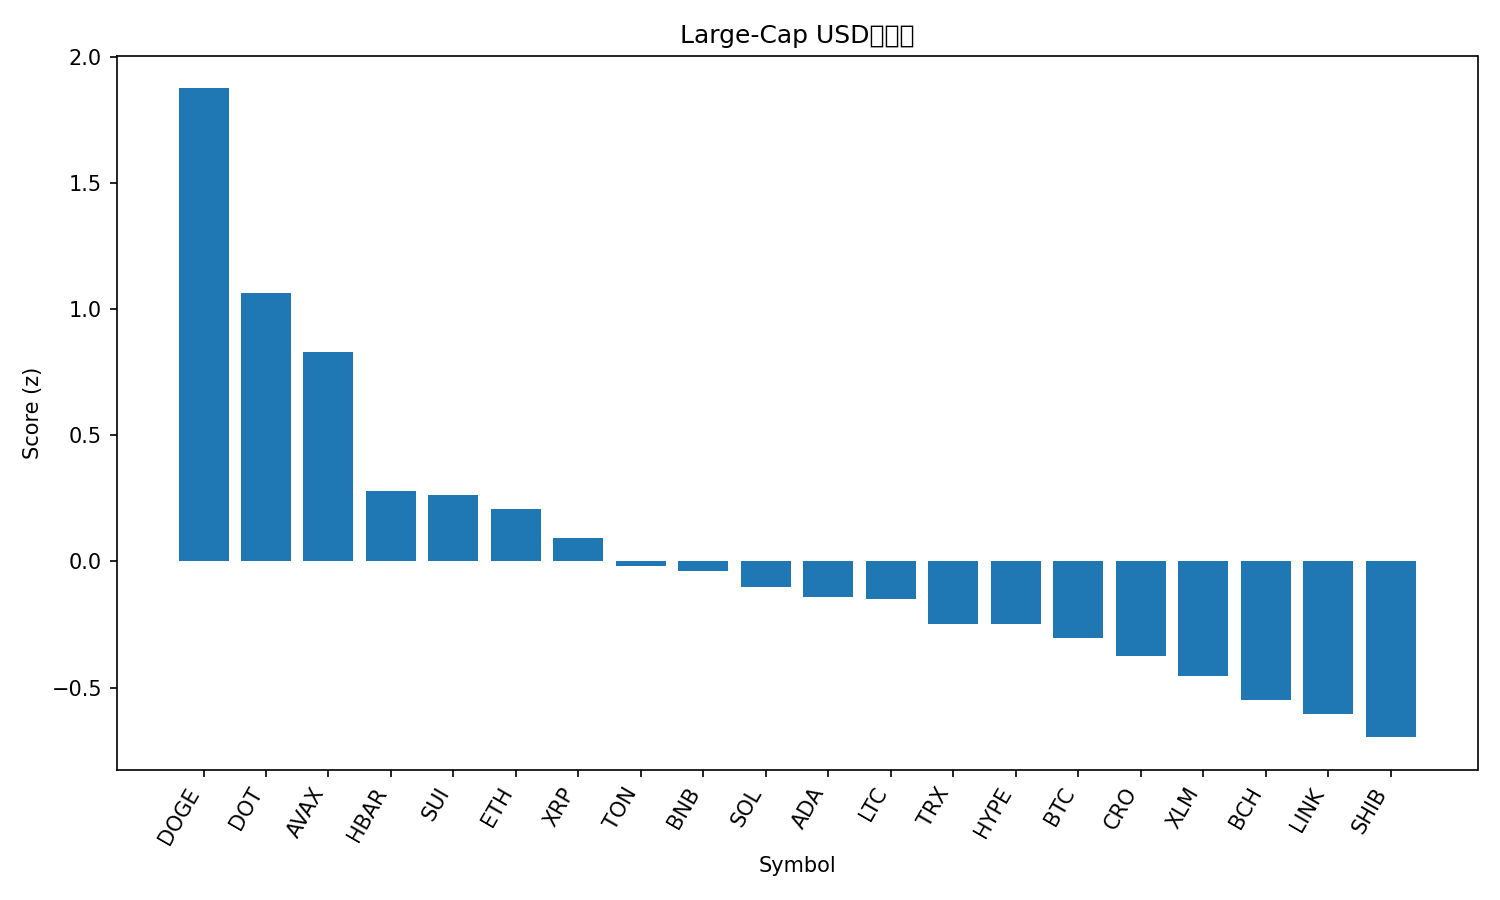 Large-Cap USD
Score (z)
2.0
1.5
1.0
0.5
0.0
−0.5
DOGE
DOT
AVAX
HBAR
SUI
ETH
XRP
TON
BNB
SOL
ADA
LTC
TRX
HYPE
BTC
CRO
XLM
BCH
LINK
SHIB
Symbol